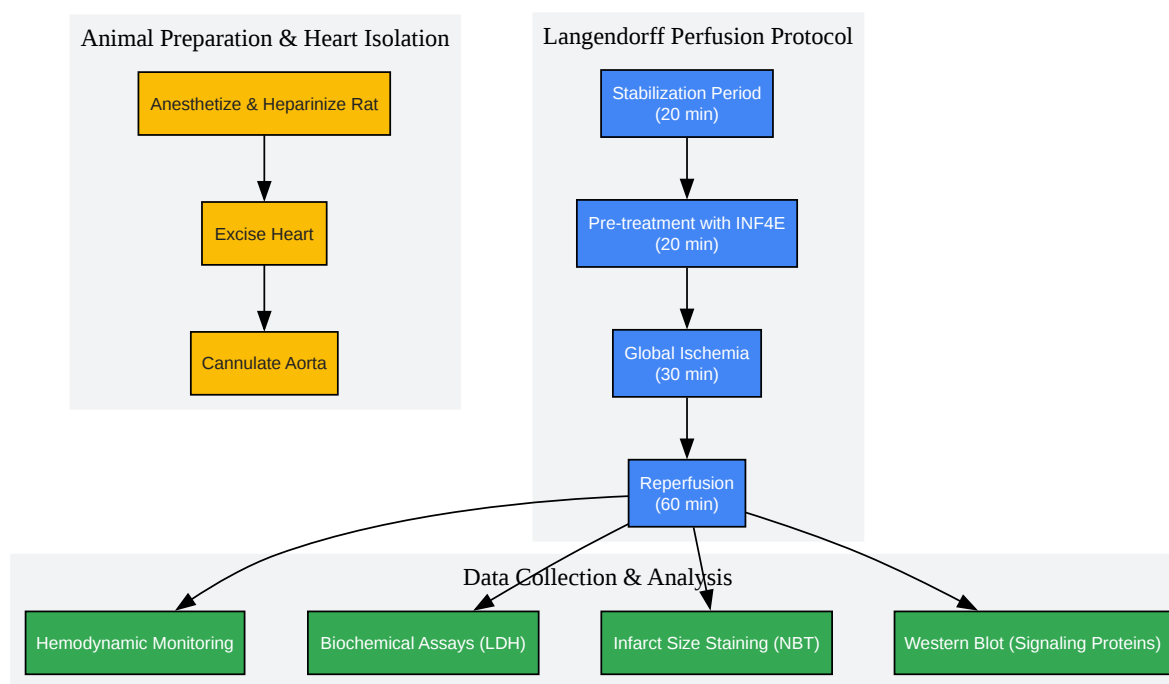 Animal Preparation & Heart Isolation
Anesthetize & Heparinize Rat
Excise Heart
Cannulate Aorta
Langendorff Perfusion Protocol
Stabilization Period
(20 min)
Pre-treatment with INF4E
(20 min)
Global Ischemia
(30 min)
Reperfusion
(60 min)
Data Collection & Analysis
Hemodynamic Monitoring
Biochemical Assays (LDH)
Infarct Size Staining (NBT)
Western Blot (Signaling Proteins)